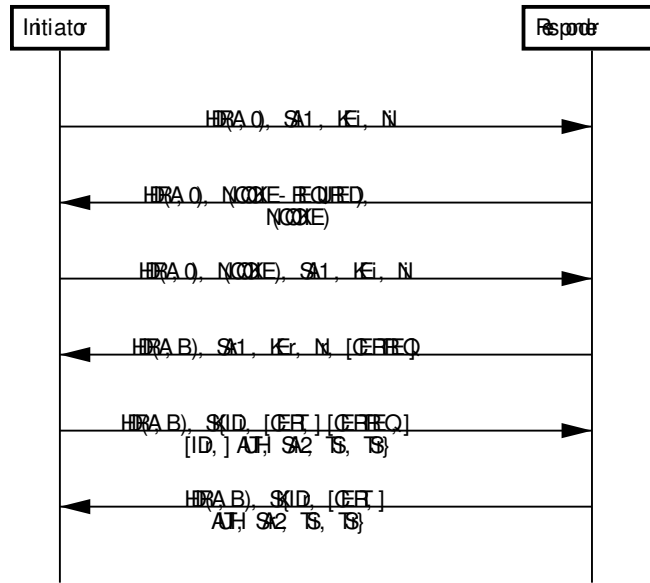 Initiator
Responder
HDR(A,0), SAi1, KEi, Ni
HDR(A,0), N(COOKIE-REQUIRED),
N(COOKIE)
HDR(A,0), N(COOKIE), SAi1, KEi, Ni
HDR(A,B), SAr1, KEr, Nr, [CERTREQ]
HDR(A,B), SK{IDi, [CERT,] [CERTREQ,]
[IDr,] AUTH, SAi2, TSi, TSr}
HDR(A,B), SK{IDr, [CERT,]
AUTH, SAr2, TSi, TSr}